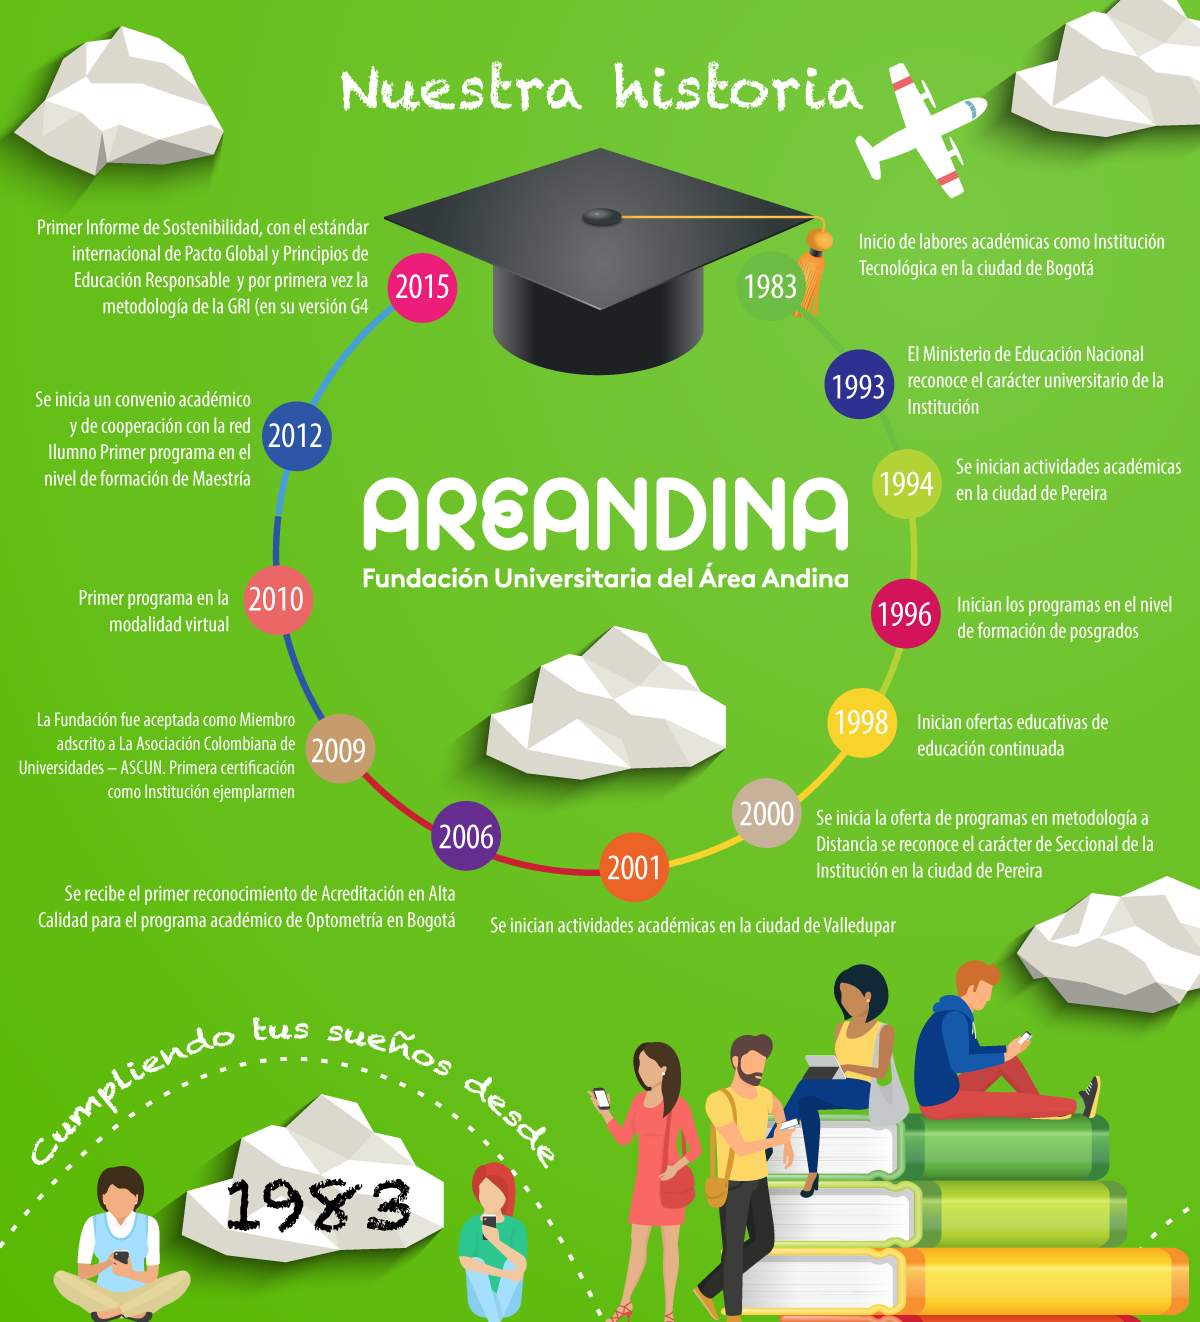 Nuestra historia
1983
Inicio de labores académicas como Institución
Tecnológica en la ciudad de Bogotá
1993
El Ministerio de Educación Nacional
reconoce el carácter universitario de la
Institución
1994
Se inician actividades académicas
en la ciudad de Pereira
1996
Inician los programas en el nivel
de formación de posgrados
1998
Inician ofertas educativas de
educación continuada
2000
Se inicia la oferta de programas en metodología a
Distancia se reconoce el carácter de Seccional de la
Institución en la ciudad de Pereira
2001
Se inician actividades académicas en la ciudad de Valledupar
2006
Se recibe el primer reconocimiento de Acreditación en Alta
Calidad para el programa académico de Optometría en Bogotá
2009
La Fundación fue aceptada como Miembro
adscrito a La Asociación Colombiana de
Universidades – ASCUN. Primera certificación
como Institución ejemplarmen
2010
Primer programa en la
modalidad virtual
2012
Se inicia un convenio académico
y de cooperación con la red
Ilumno Primer programa en el
nivel de formación de Maestría
2015
Primer Informe de Sostenibilidad, con el estándar
internacional de Pacto Global y Principios de
Educación Responsable y por primera vez la
metodología de la GRI (en su versión G4
AREANDINA
Fundación Universitaria del Área Andina
Cumpliendo tus sueños desde
1983